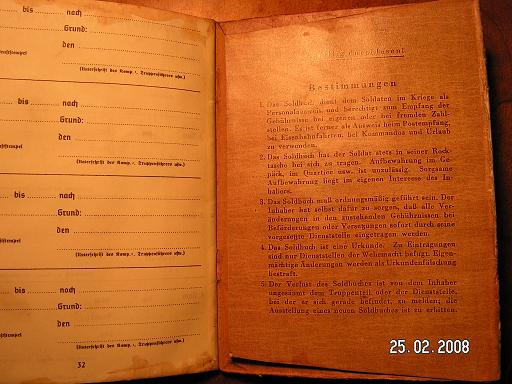 bis nach
Grund:
den
(Unterschrift des Komp.-, Truppenführers usw.)
bis nach
Grund:
den
(Unterschrift des Komp.-, Truppenführers usw.)
bis nach
Grund:
den
(Unterschrift des Komp.-, Truppenführers usw.)
bis nach
Grund:
den
(Unterschrift des Komp.-, Truppenführers usw.)
32
Bestimmungen
1. Das Soldbuch dient dem Soldaten im Kriege als
Personalausweis und berechtigt zum Empfang der
Gebührnisse bei eigenen oder bei fremden Zahl-
stellen. Es ist ferner als Ausweis beim Postempfang,
bei Eisenbahnfahrten, bei Kommandos und Urlaub
zu verwenden.
2. Das Soldbuch hat der Soldat stets in seiner Rock-
tasche bei sich zu tragen. Aufbewahrung im Ge-
päck, im Quartier usw. ist unzulässig. Sorgsame
Aufbewahrung liegt im eigenen Interesse des In-
habers.
3. Das Soldbuch muß ordnungsmäßig geführt sein. Der
Inhaber hat selbst dafür zu sorgen, daß alle Ver-
änderungen in den zustehenden Gebührnissen bei
Beförderungen oder Versetzungen sofort durch seine
vorgesetzte Dienststelle eingetragen werden.
4. Das Soldbuch ist eine Urkunde. Zu Eintragungen
sind nur Dienststellen der Wehrmacht befugt. Eigen-
mächtige Änderungen werden als Urkundenfälschung
bestraft.
5. Der Verlust des Soldbuches ist von dem Inhaber
ungesäumt dem Truppenteil oder der Dienststelle,
bei der er sich gerade befindet, zu melden; die
Ausstellung eines neuen Soldbuches ist zu erbitten.
25.02.2008